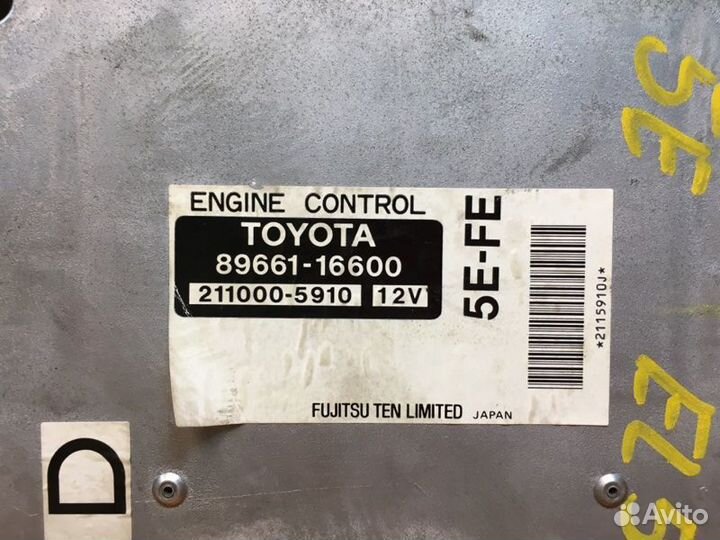 ENGINE CONTROL
TOYOTA
89661-16600
211000-5910 12V
5E-FE
*2115910J*
FUJITSU TEN LIMITED JAPAN
D
Avito